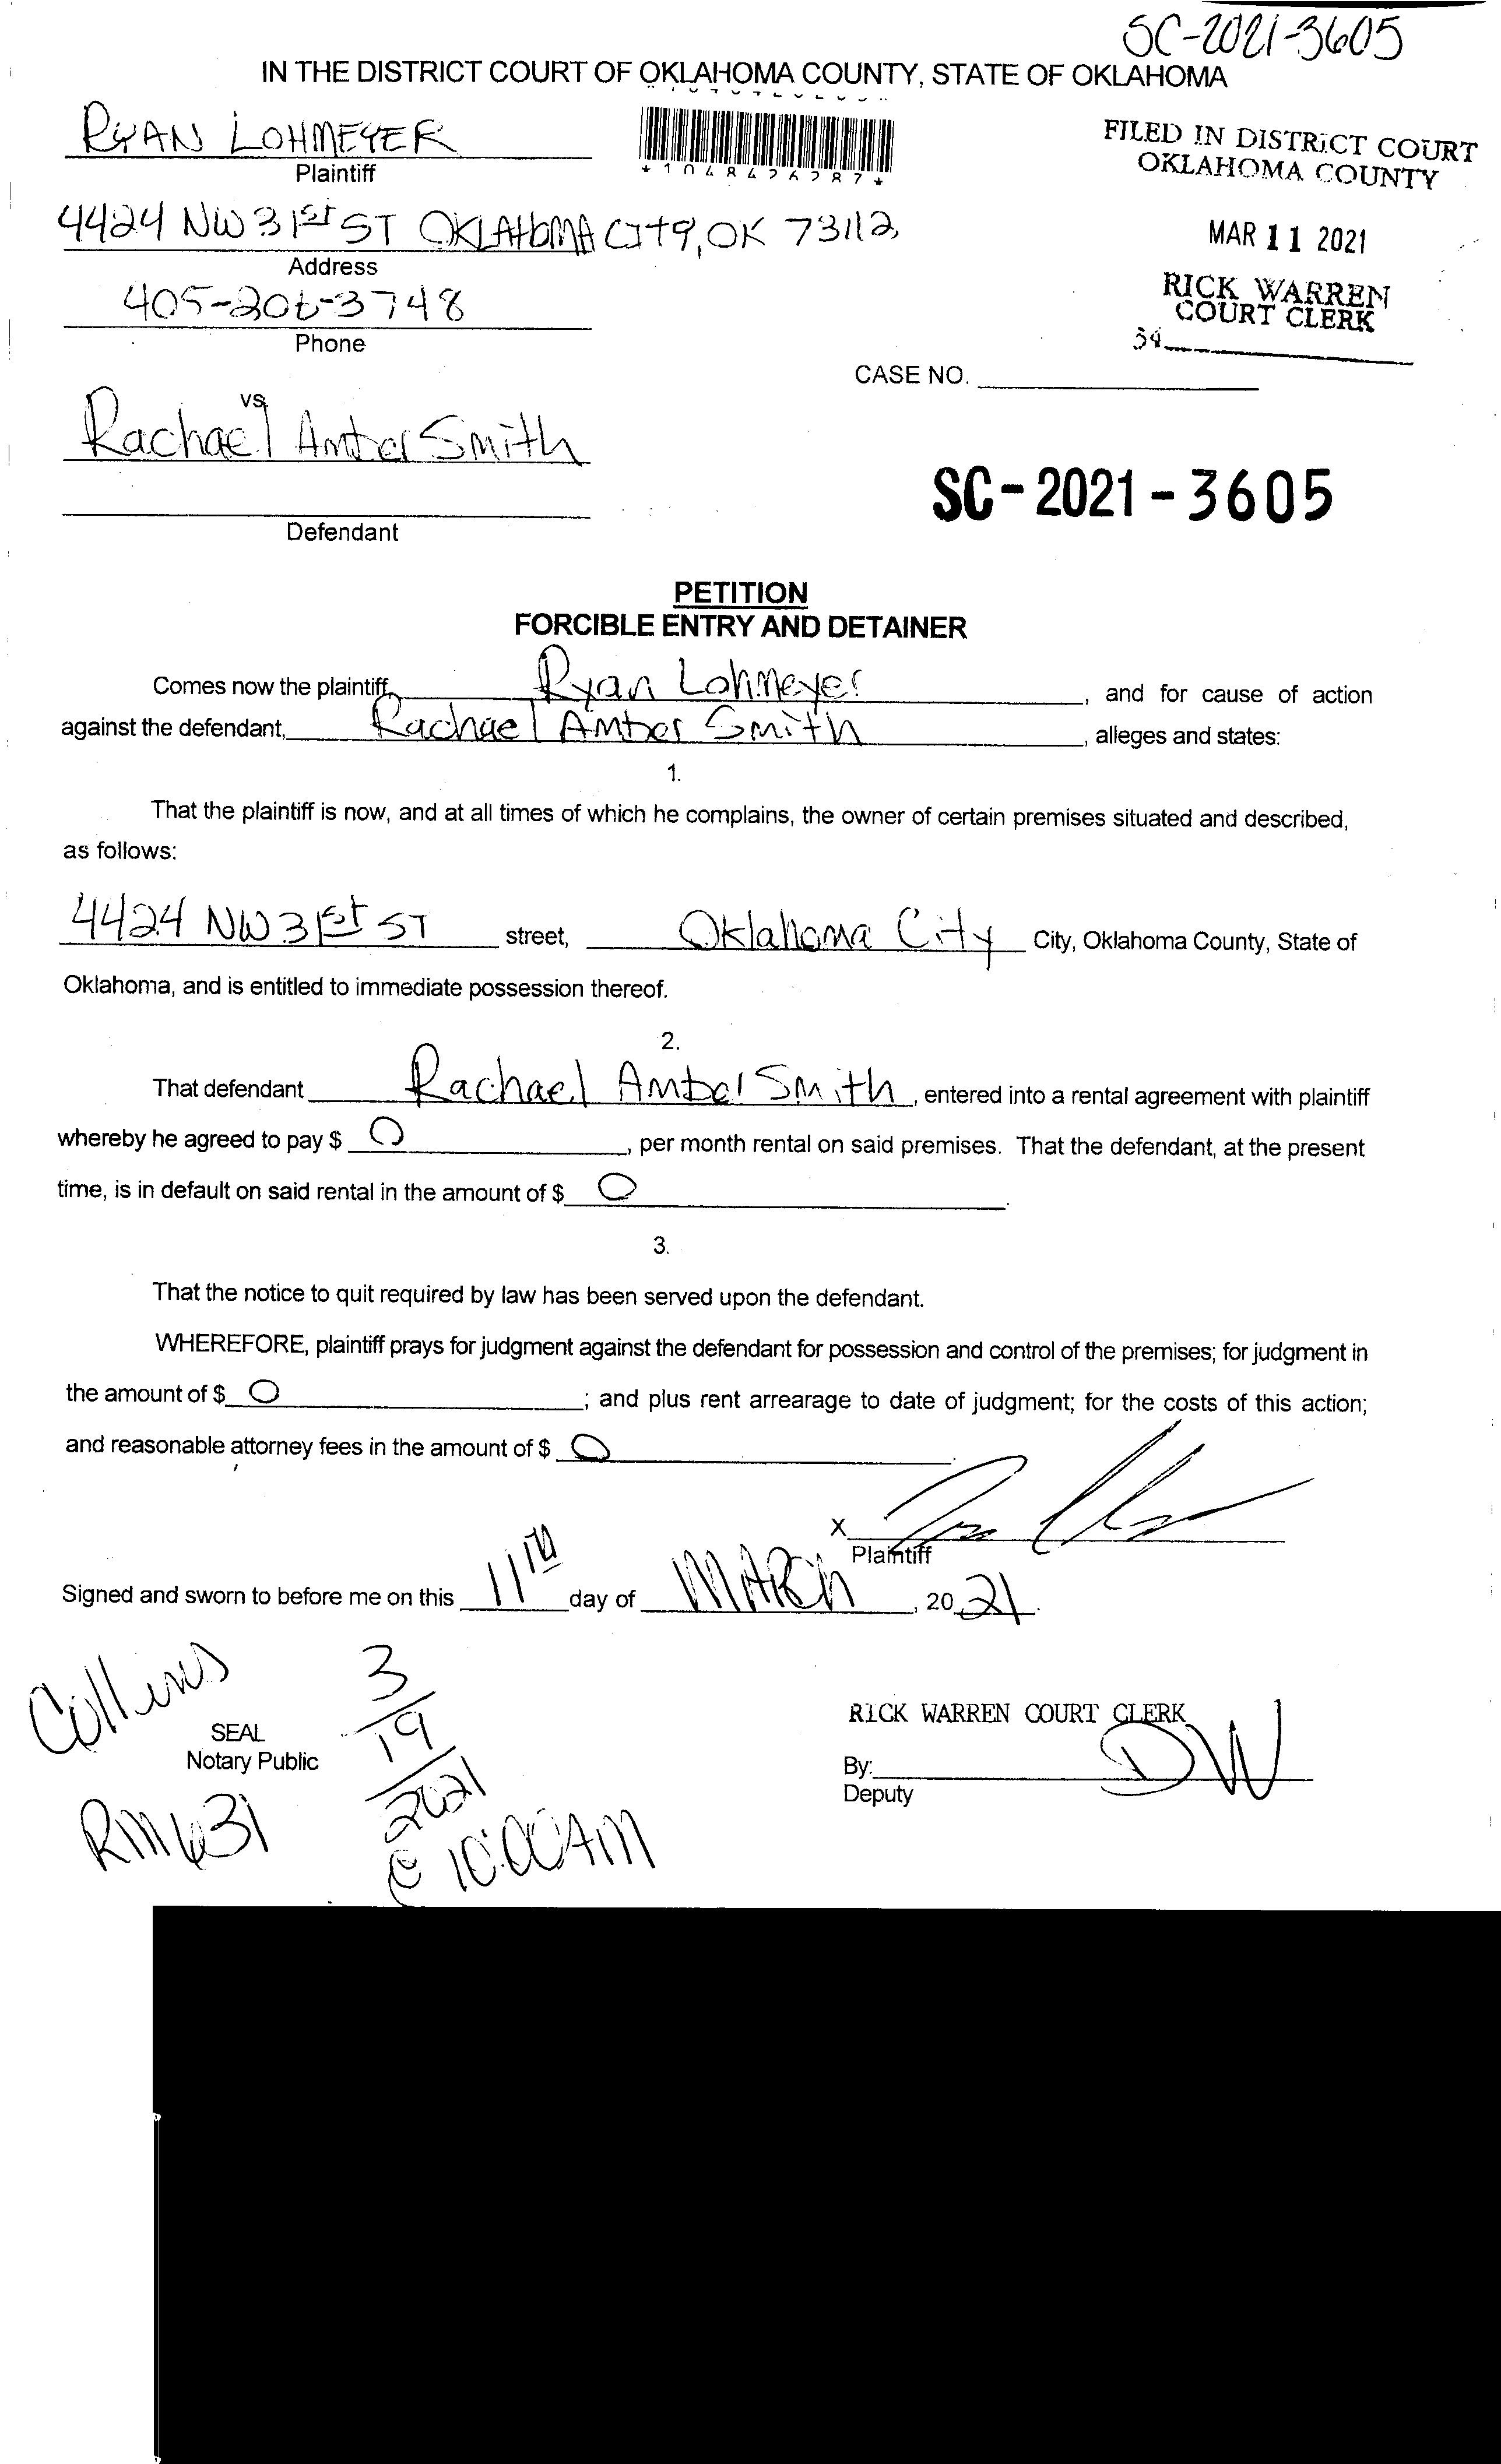 SC-2021-3605
IN THE DISTRICT COURT OF OKLAHOMA COUNTY, STATE OF OKLAHOMA
RYAN LOHMEYER
Plaintiff
*1048426287*
FILED IN DISTRICT COURT
OKLAHOMA COUNTY
4424 NW 31st ST OKLAHOMA CITY, OK 73112
Address
MAR 11 2021
405-206-3748
Phone
RICK WARREN
COURT CLERK
34
CASE NO.
vs.
Rachael Amber Smith
Defendant
SC-2021-3605
PETITION
FORCIBLE ENTRY AND DETAINER
Comes now the plaintiff, Ryan Lohmeyer, and for cause of action
against the defendant, Rachael Amber Smith, alleges and states:
1.
That the plaintiff is now, and at all times of which he complains, the owner of certain premises situated and described,
as follows:
4424 NW 31st ST street, Oklahoma City City, Oklahoma County, State of
Oklahoma, and is entitled to immediate possession thereof.
2.
That defendant Rachael Amber Smith, entered into a rental agreement with plaintiff
whereby he agreed to pay $ 0, per month rental on said premises. That the defendant, at the present
time, is in default on said rental in the amount of $ 0.
3.
That the notice to quit required by law has been served upon the defendant.
WHEREFORE, plaintiff prays for judgment against the defendant for possession and control of the premises; for judgment in
the amount of $ 0; and plus rent arrearage to date of judgment; for the costs of this action;
and reasonable attorney fees in the amount of $ 0.
X
Plaintiff
Signed and sworn to before me on this 11TH day of MARCH, 2021.
Collins
3/19/2021
SEAL
Notary Public
RICK WARREN COURT CLERK
By: DW
Deputy
RM 631
@ 10:00AM